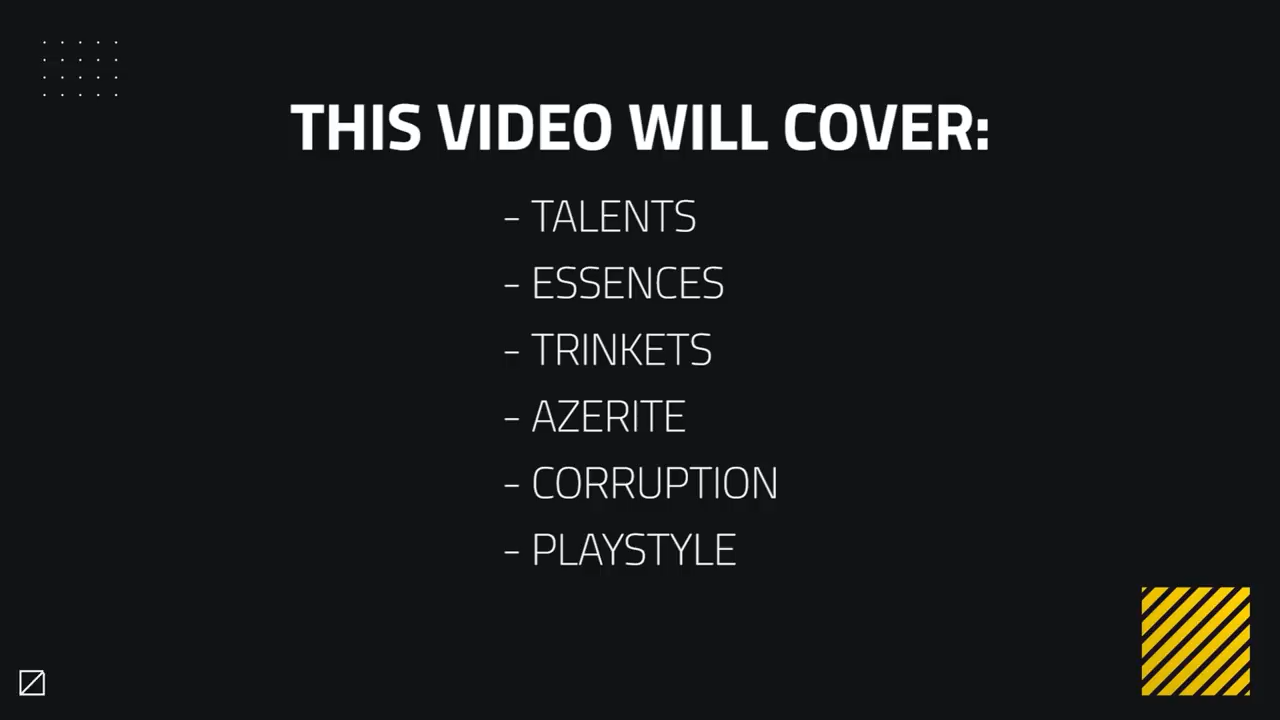 THIS VIDEO WILL COVER:
- TALENTS
- ESSENCES
- TRINKETS
- AZERITE
- CORRUPTION
- PLAYSTYLE